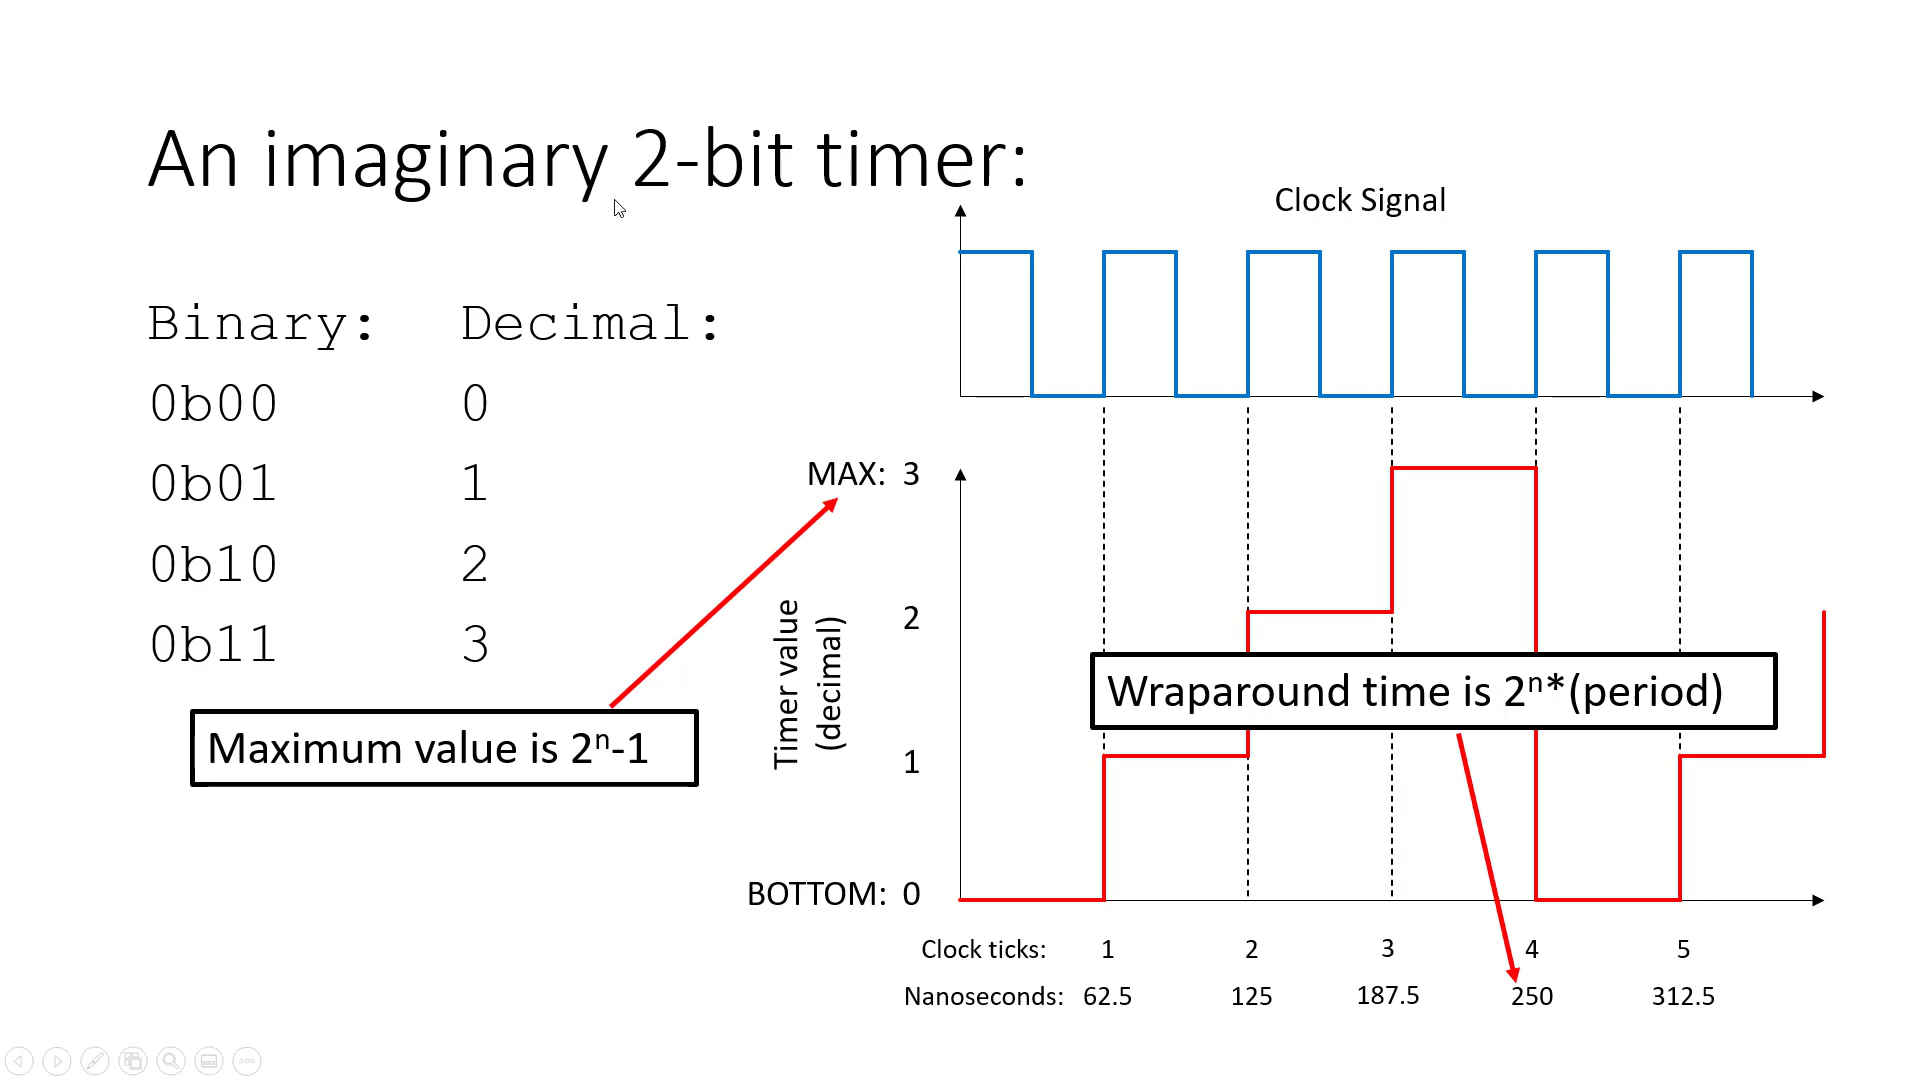 An imaginary 2-bit timer:
Binary: Decimal:
0b00 0
0b01 1
0b10 2
0b11 3
Maximum value is 2ⁿ-1
Clock Signal
MAX: 3
2
1
BOTTOM: 0
Timer value
(decimal)
Wraparound time is 2ⁿ*(period)
Clock ticks: 1 2 3 4 5
Nanoseconds: 62.5 125 187.5 250 312.5